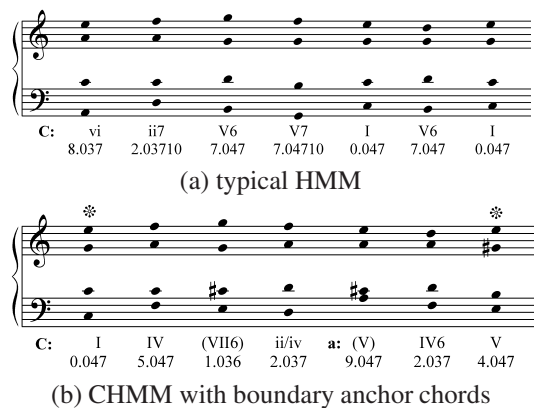 C: vi ii7 V6 V7 I V6 I
8.037 2.03710 7.047 7.04710 0.047 7.047 0.047
(a) typical HMM
C: I IV (VII6) ii/iv a: (V) IV6 V
0.047 5.047 1.036 2.037 9.047 2.037 4.047
(b) CHMM with boundary anchor chords